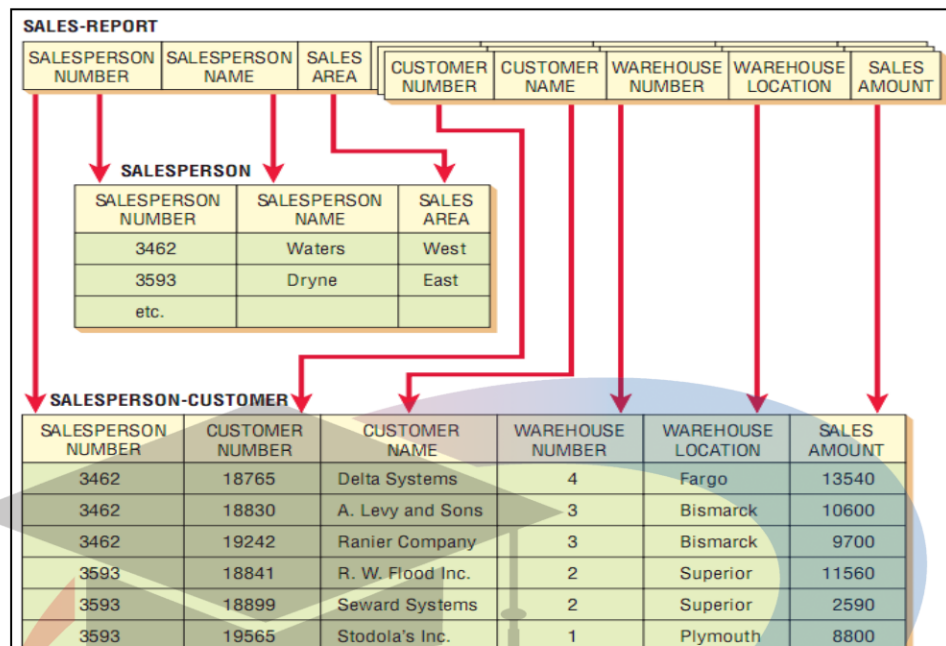 SALES-REPORT
SALESPERSON NUMBER SALESPERSON NAME SALES AREA CUSTOMER NUMBER CUSTOMER NAME WAREHOUSE NUMBER WAREHOUSE LOCATION SALES AMOUNT
SALESPERSON
SALESPERSON NUMBER SALESPERSON NAME SALES AREA
3462 Waters West
3593 Dryne East
etc.
SALESPERSON-CUSTOMER
SALESPERSON NUMBER CUSTOMER NUMBER CUSTOMER NAME WAREHOUSE NUMBER WAREHOUSE LOCATION SALES AMOUNT
3462 18765 Delta Systems 4 Fargo 13540
3462 18830 A. Levy and Sons 3 Bismarck 10600
3462 19242 Ranier Company 3 Bismarck 9700
3593 18841 R. W. Flood Inc. 2 Superior 11560
3593 18899 Seward Systems 2 Superior 2590
3593 19565 Stodola's Inc. 1 Plymouth 8800